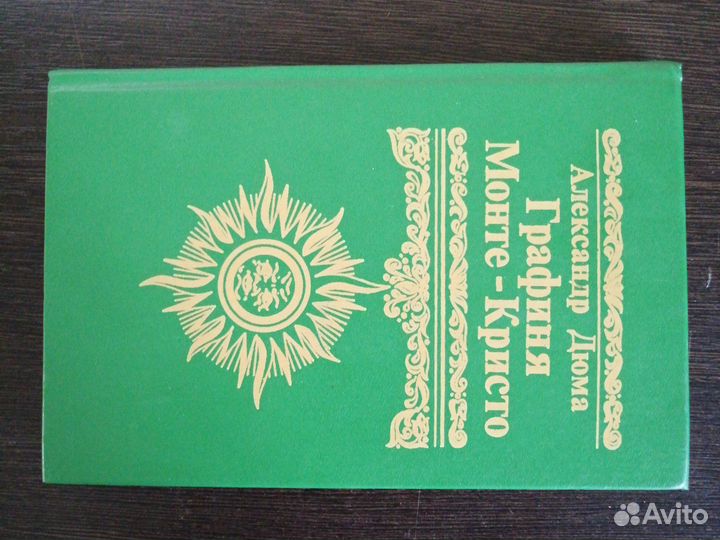 Александр Дюма
Графиня
Монте-Кристо
Avito